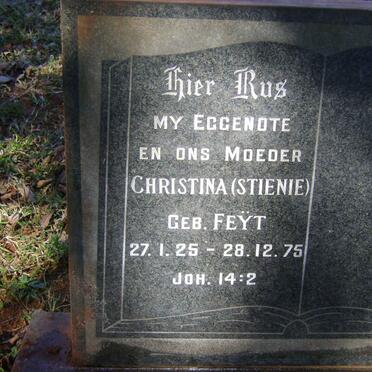 Hier Rus
MY EGGENOTE
EN ONS MOEDER
CHRISTINA (STIENIE)
GEB. FEŸT
27.1.25 - 28.12.75
JOH. 14:2